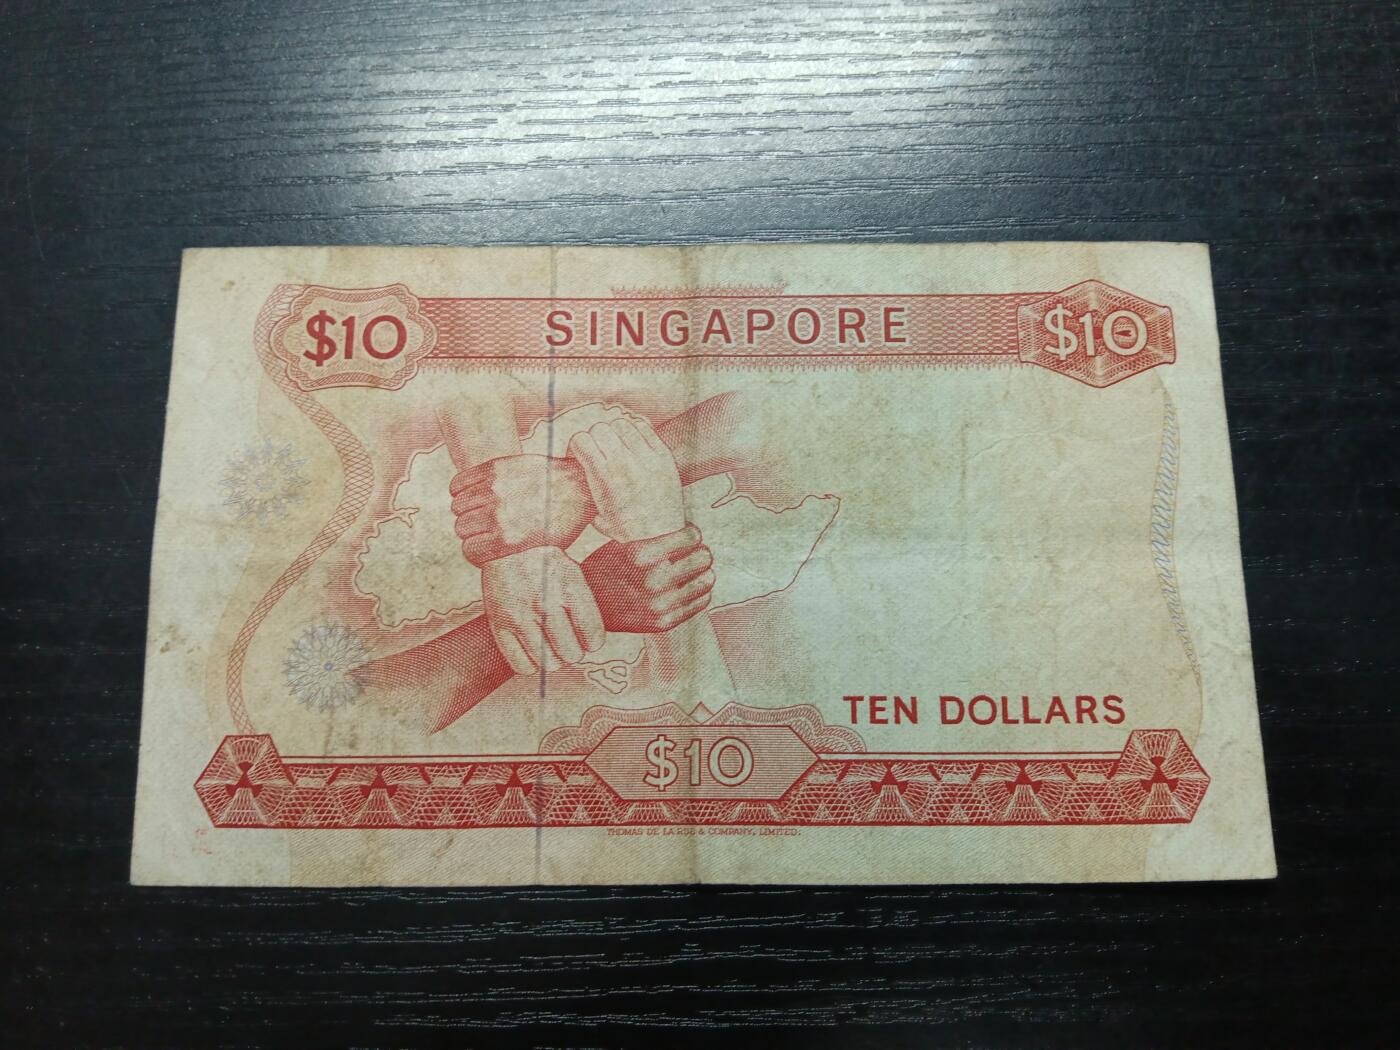 $10 SINGAPORE $10
TEN DOLLARS
$10
THOMAS DE LA RUE & COMPANY, LIMITED.